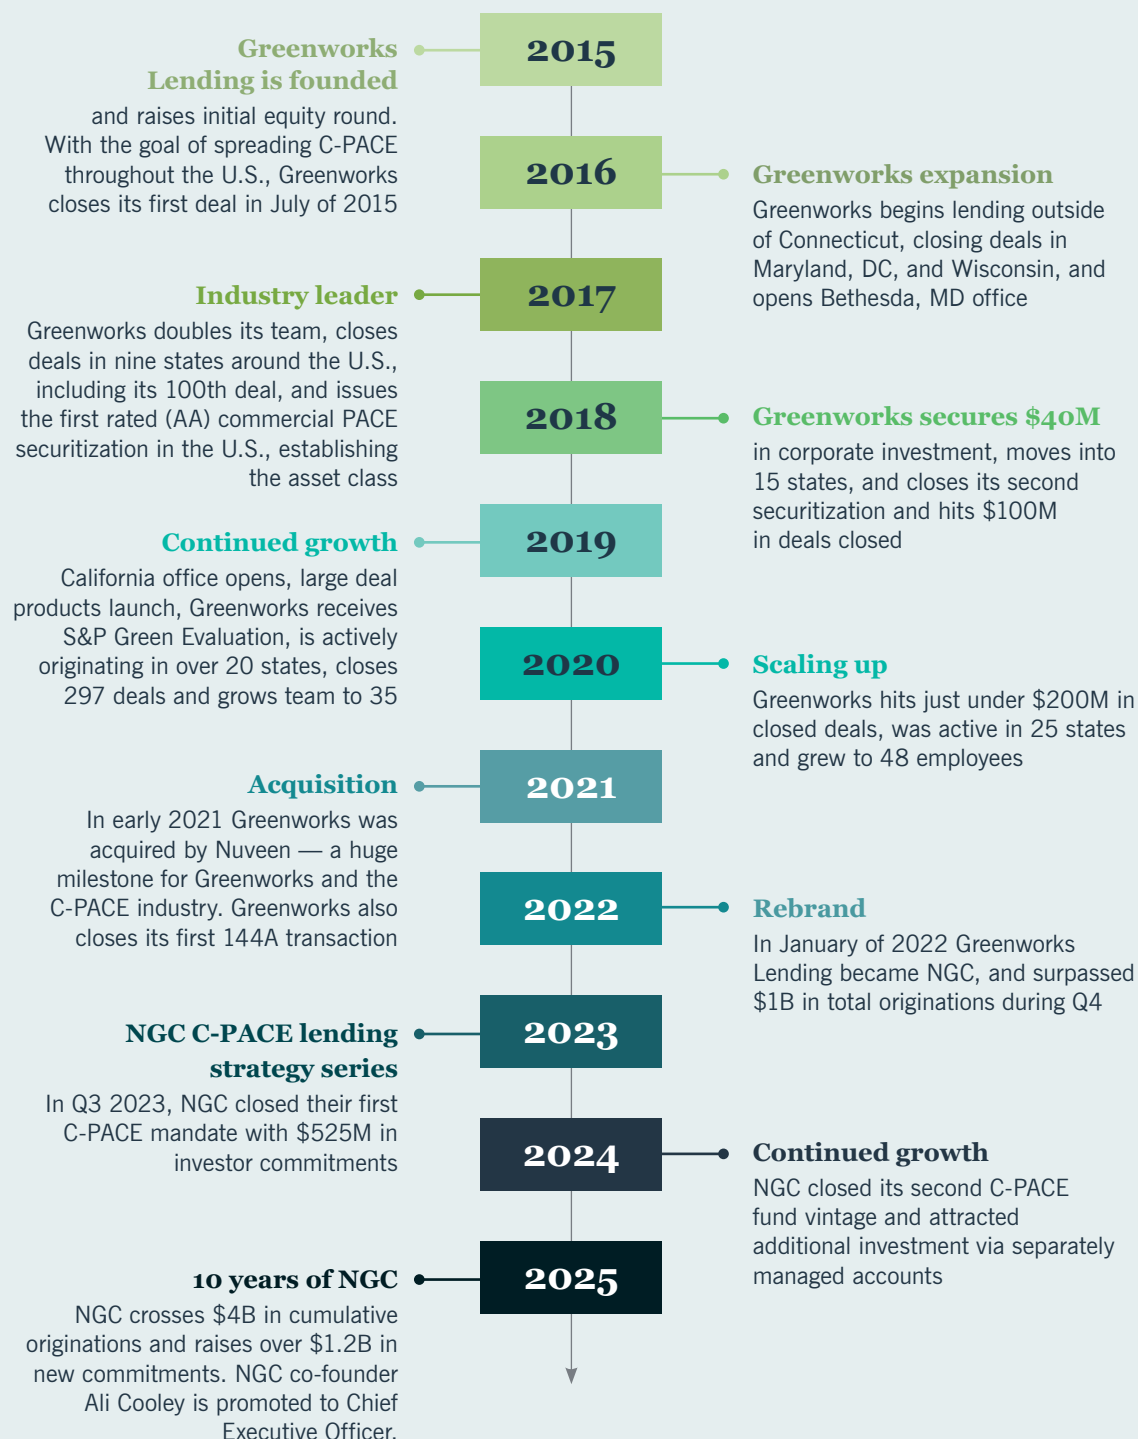 2015
Greenworks
Lending is founded
and raises initial equity round.
With the goal of spreading C-PACE
throughout the U.S., Greenworks
closes its first deal in July of 2015
2016
Greenworks expansion
Greenworks begins lending outside
of Connecticut, closing deals in
Maryland, DC, and Wisconsin, and
opens Bethesda, MD office
2017
Industry leader
Greenworks doubles its team, closes
deals in nine states around the U.S.,
including its 100th deal, and issues
the first rated (AA) commercial PACE
securitization in the U.S., establishing
the asset class
2018
Greenworks secures $40M
in corporate investment, moves into
15 states, and closes its second
securitization and hits $100M
in deals closed
2019
Continued growth
California office opens, large deal
products launch, Greenworks receives
S&P Green Evaluation, is actively
originating in over 20 states, closes
297 deals and grows team to 35
2020
Scaling up
Greenworks hits just under $200M in
closed deals, was active in 25 states
and grew to 48 employees
2021
Acquisition
In early 2021 Greenworks was
acquired by Nuveen — a huge
milestone for Greenworks and the
C-PACE industry. Greenworks also
closes its first 144A transaction
2022
Rebrand
In January of 2022 Greenworks
Lending became NGC, and surpassed
$1B in total originations during Q4
2023
NGC C-PACE lending
strategy series
In Q3 2023, NGC closed their first
C-PACE mandate with $525M in
investor commitments
2024
Continued growth
NGC closed its second C-PACE
fund vintage and attracted
additional investment via separately
managed accounts
2025
10 years of NGC
NGC crosses $4B in cumulative
originations and raises over $1.2B in
new commitments. NGC co-founder
Ali Cooley is promoted to Chief
Executive Officer.